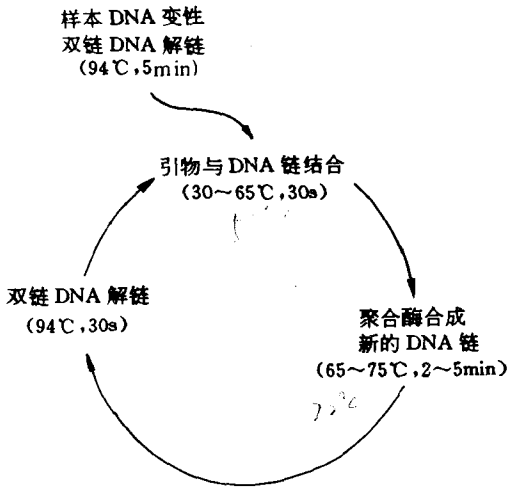 样本 DNA 变性
双链 DNA 解链
(94℃,5min)
引物与 DNA 链结合
(30～65℃,30s)
双链 DNA 解链
(94℃,30s)
聚合酶合成
新的 DNA 链
(65～75℃,2～5min)